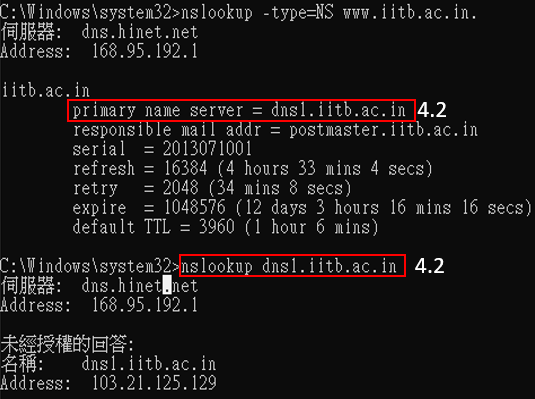 C:\Windows\system32>nslookup -type=NS www.iitb.ac.in.
伺服器:  dns.hinet.net
Address:  168.95.192.1
iitb.ac.in
primary name server = dns1.iitb.ac.in 4.2
responsible mail addr = postmaster.iitb.ac.in
serial  = 2013071001
refresh = 16384 (4 hours 33 mins 4 secs)
retry   = 2048 (34 mins 8 secs)
expire  = 1048576 (12 days 3 hours 16 mins 16 secs)
default TTL = 3960 (1 hour 6 mins)
C:\Windows\system32>nslookup dns1.iitb.ac.in 4.2
伺服器:  dns.hinet.net
Address:  168.95.192.1
未經授權的回答:
名稱:    dns1.iitb.ac.in
Address:  103.21.125.129